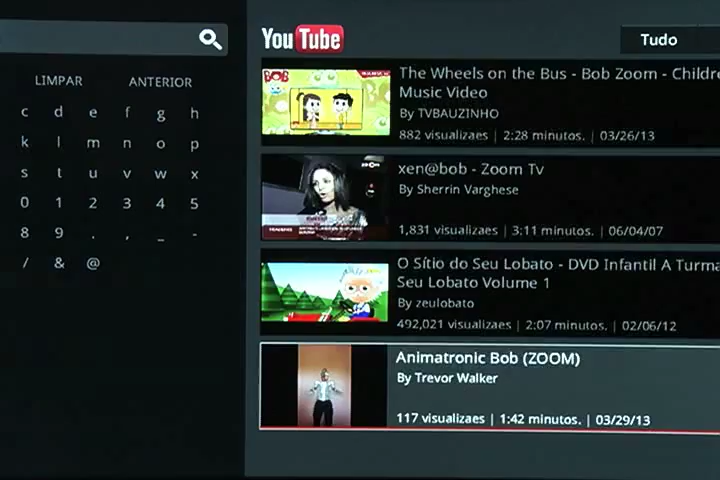 YouTube
Tudo
LIMPAR ANTERIOR
c d e f g h
k l m n o p
s t u v w x
0 1 2 3 4 5
8 9 . , _ -
/ & @
BOB
The Wheels on the Bus - Bob Zoom - Childre
Music Video
By TVBAUZINHO
882 visualizaes | 2:28 minutos. | 03/26/13
xen@bob - Zoom Tv
By Sherrin Varghese
1,831 visualizaes | 3:11 minutos. | 06/04/07
O Sítio do Seu Lobato - DVD Infantil A Turma
Seu Lobato Volume 1
By zeulobato
492,021 visualizaes | 2:07 minutos. | 02/06/12
Animatronic Bob (ZOOM)
By Trevor Walker
117 visualizaes | 1:42 minutos. | 03/29/13